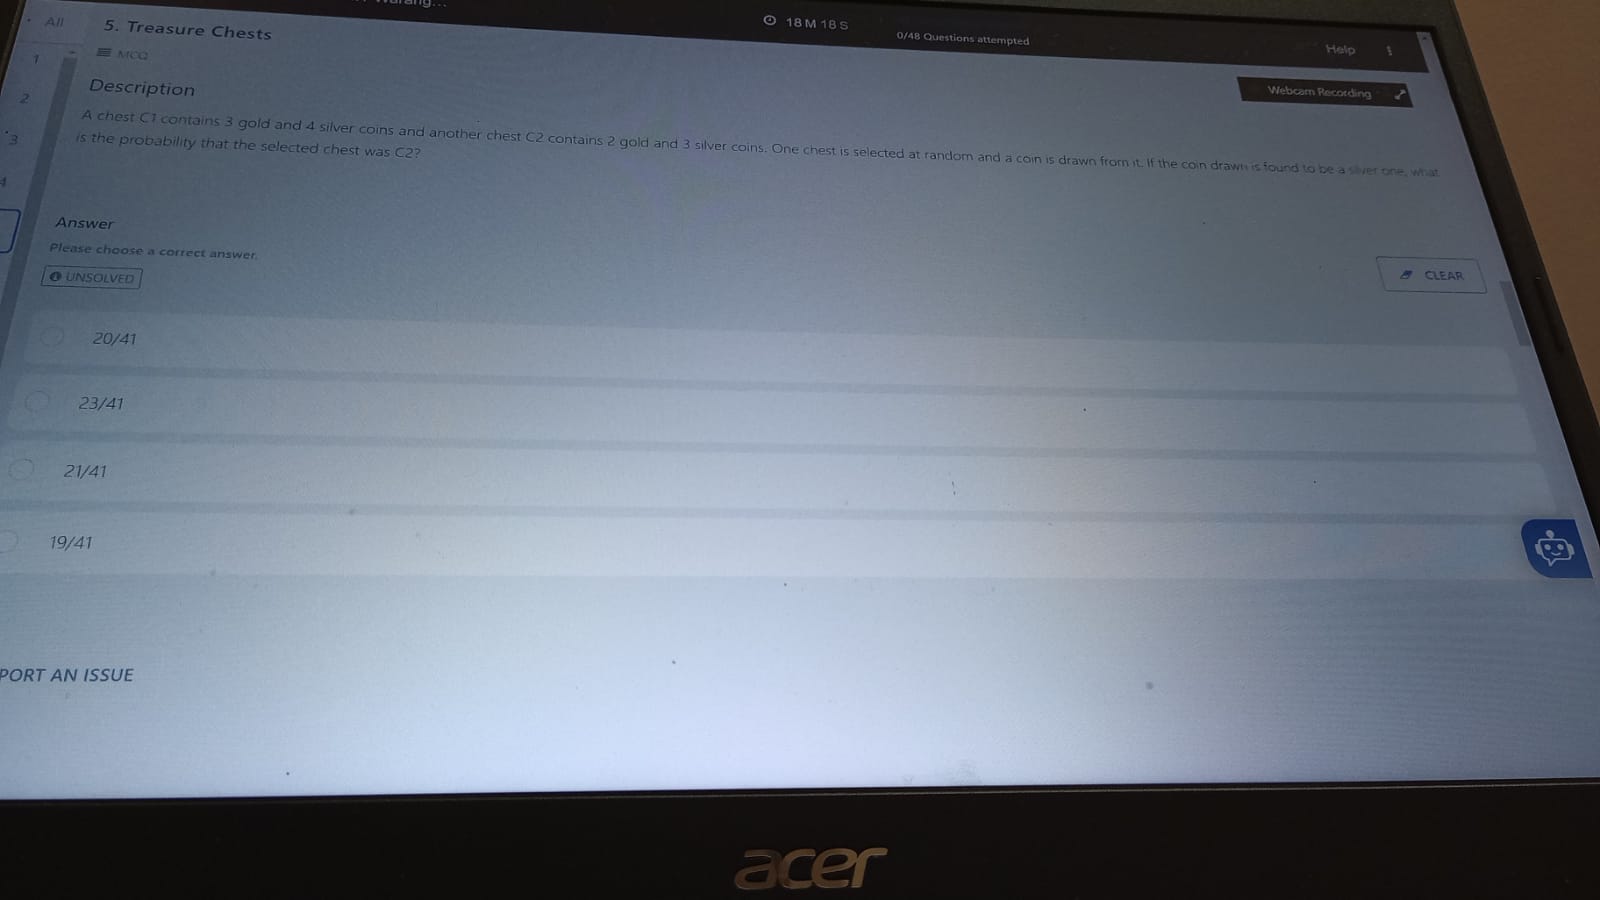 18 M 18 S
0/48 Questions attempted
Help
All
5. Treasure Chests
MCQ
Webcam Recording
1
2
3
4
Description
A chest C1 contains 3 gold and 4 silver coins and another chest C2 contains 2 gold and 3 silver coins. One chest is selected at random and a coin is drawn from it. If the coin drawn is found to be a silver one, what
is the probability that the selected chest was C2?
Answer
Please choose a correct answer.
UNSOLVED
CLEAR
20/41
23/41
21/41
19/41
PORT AN ISSUE
acer